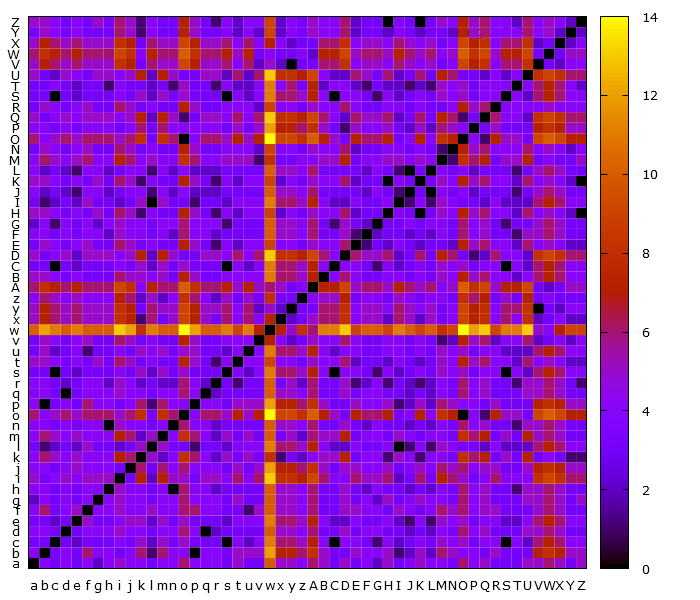 Z
Y
X
W
V
U
T
S
R
Q
P
O
N
M
L
K
J
I
H
G
F
E
D
C
B
A
z
y
x
w
v
u
t
s
r
q
p
o
n
m
l
k
j
i
h
g
f
e
d
c
b
a
a b c d e f g h i j k l m n o p q r s t u v w x y z A B C D E F G H I J K L M N O P Q R S T U V W X Y Z
14
12
10
8
6
4
2
0